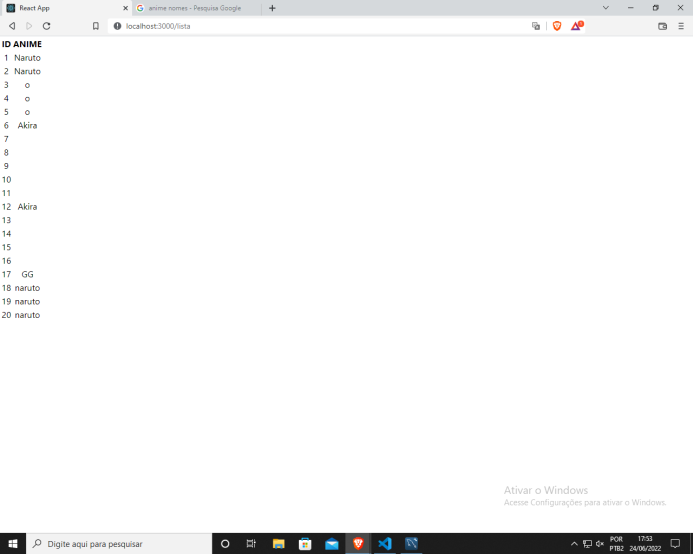 React App
anime nomes - Pesquisa Google
localhost:3000/lista
ID ANIME
1 Naruto
2 Naruto
3 o
4 o
5 o
6 Akira
7
8
9
10
11
12 Akira
13
14
15
16
17 GG
18 naruto
19 naruto
20 naruto
Ativar o Windows
Acesse Configurações para ativar o Windows.
Digite aqui para pesquisar
POR 17:53
PTB2 24/06/2022